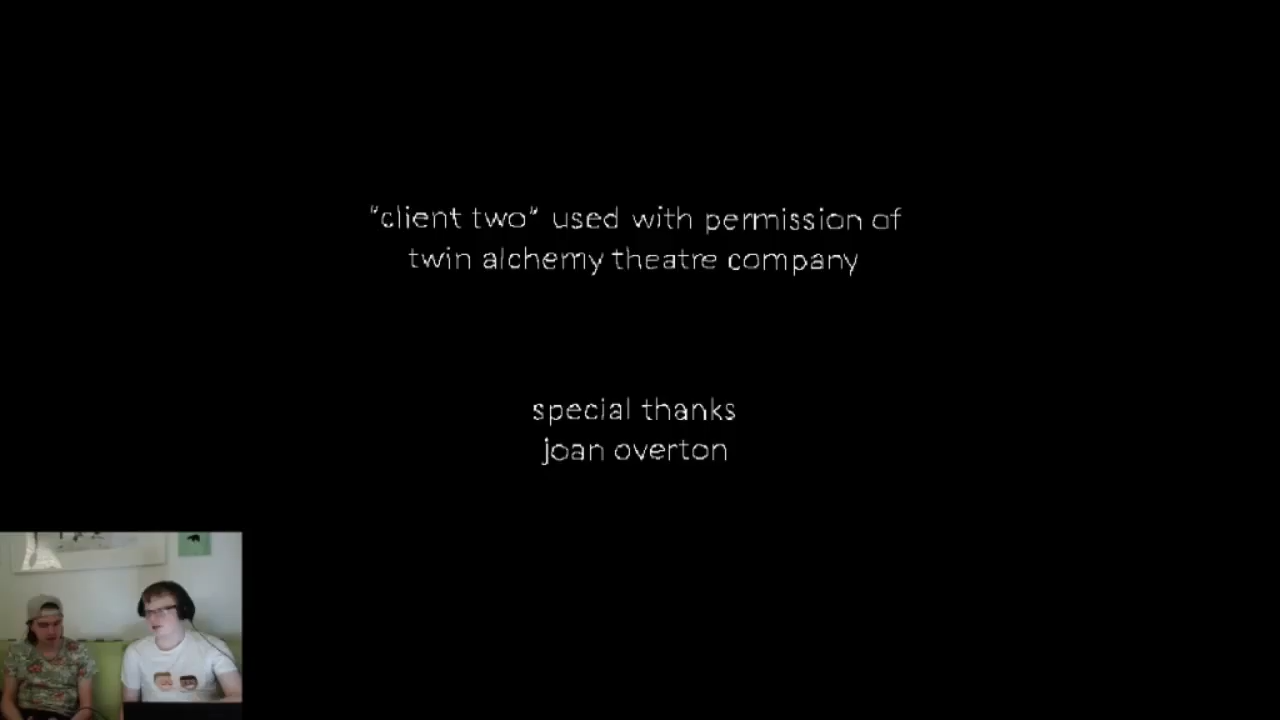 "client two" used with permission of
twin alchemy theatre company
special thanks
joan overton